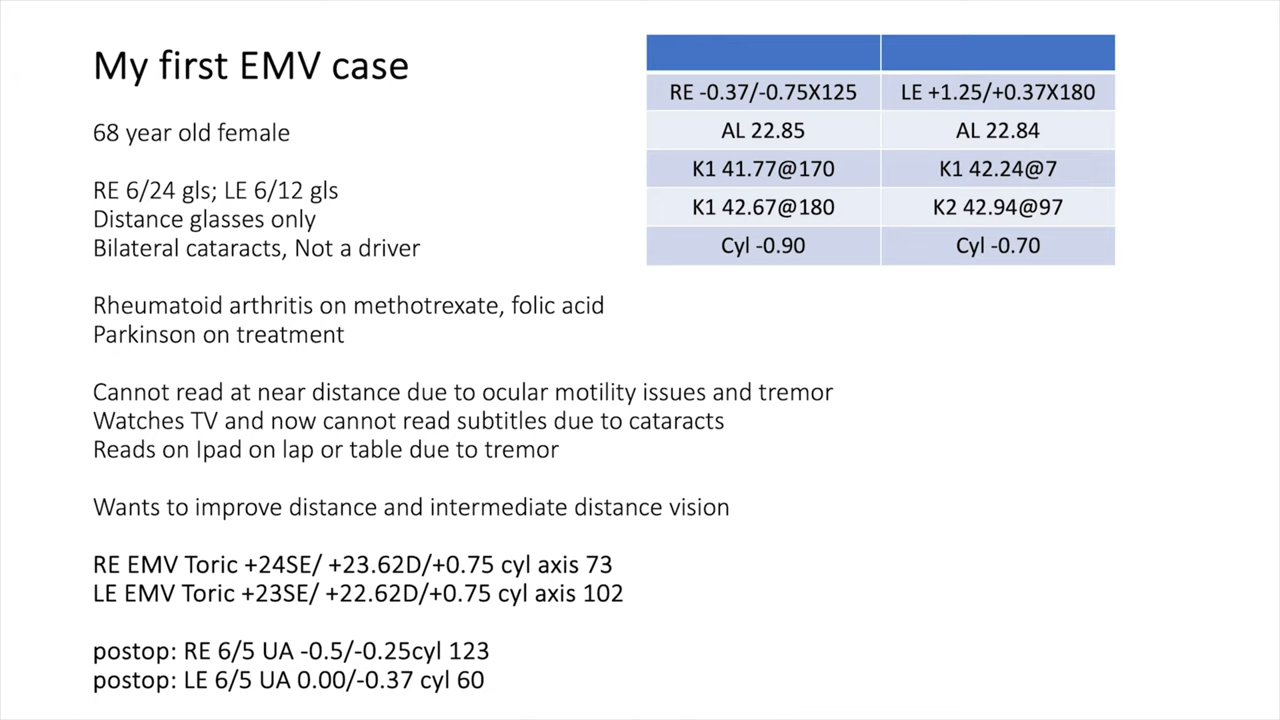 My first EMV case
68 year old female
RE 6/24 gls; LE 6/12 gls
Distance glasses only
Bilateral cataracts, Not a driver
Rheumatoid arthritis on methotrexate, folic acid
Parkinson on treatment
Cannot read at near distance due to ocular motility issues and tremor
Watches TV and now cannot read subtitles due to cataracts
Reads on Ipad on lap or table due to tremor
Wants to improve distance and intermediate distance vision
RE EMV Toric +24SE/ +23.62D/+0.75 cyl axis 73
LE EMV Toric +23SE/ +22.62D/+0.75 cyl axis 102
postop: RE 6/5 UA -0.5/-0.25cyl 123
postop: LE 6/5 UA 0.00/-0.37 cyl 60
RE -0.37/-0.75X125 LE +1.25/+0.37X180
AL 22.85 AL 22.84
K1 41.77@170 K1 42.24@7
K1 42.67@180 K2 42.94@97
Cyl -0.90 Cyl -0.70